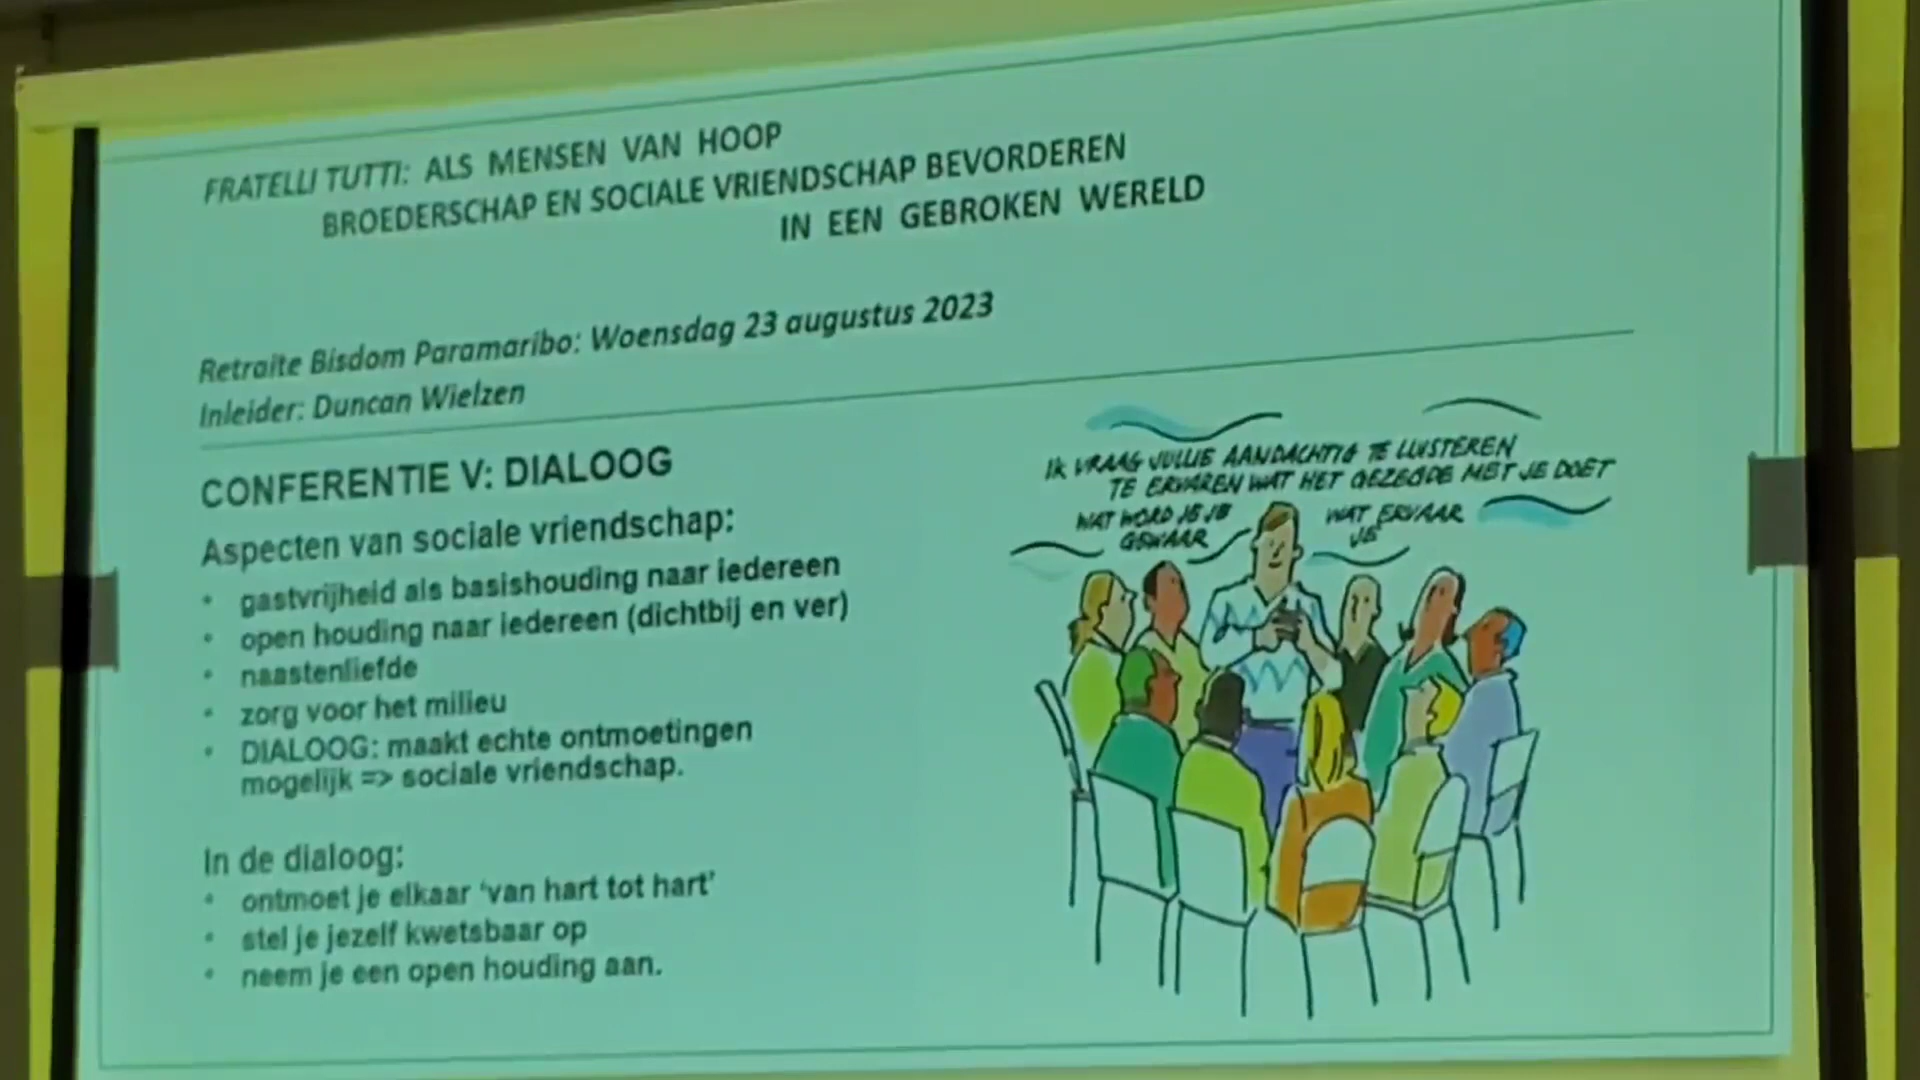 FRATELLI TUTTI: ALS MENSEN VAN HOOP
BROEDERSCHAP EN SOCIALE VRIENDSCHAP BEVORDEREN
IN EEN GEBROKEN WERELD
Retraite Bisdom Paramaribo: Woensdag 23 augustus 2023
Inleider: Duncan Wielzen
CONFERENTIE V: DIALOOG
Aspecten van sociale vriendschap:
• gastvrijheid als basishouding naar iedereen
• open houding naar iedereen (dichtbij en ver)
• naastenliefde
• zorg voor het milieu
• DIALOOG: maakt echte ontmoetingen
mogelijk => sociale vriendschap.
In de dialoog:
• ontmoet je elkaar ‘van hart tot hart’
• stel je jezelf kwetsbaar op
• neem je een open houding aan.
IK VRAAG JULLIE AANDACHTIG TE LUISTEREN
TE ERVAREN WAT HET GEZEGDE MET JE DOET
WAT WORD JE JE
GEWAAR
WAT ERVAAR
JE